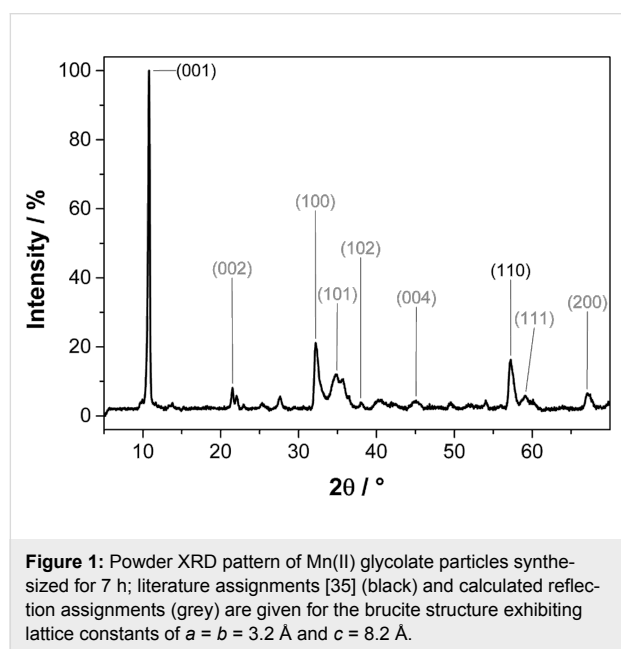 100
80
60
40
20
0
Intensity / %
(001)
(002)
(100)
(101)
(102)
(004)
(110)
(111)
(200)
10 20 30 40 50 60
2θ / °
Figure 1: Powder XRD pattern of Mn(II) glycolate particles synthe-
sized for 7 h; literature assignments [35] (black) and calculated reflec-
tion assignments (grey) are given for the brucite structure exhibiting
lattice constants of a = b = 3.2 Å and c = 8.2 Å.